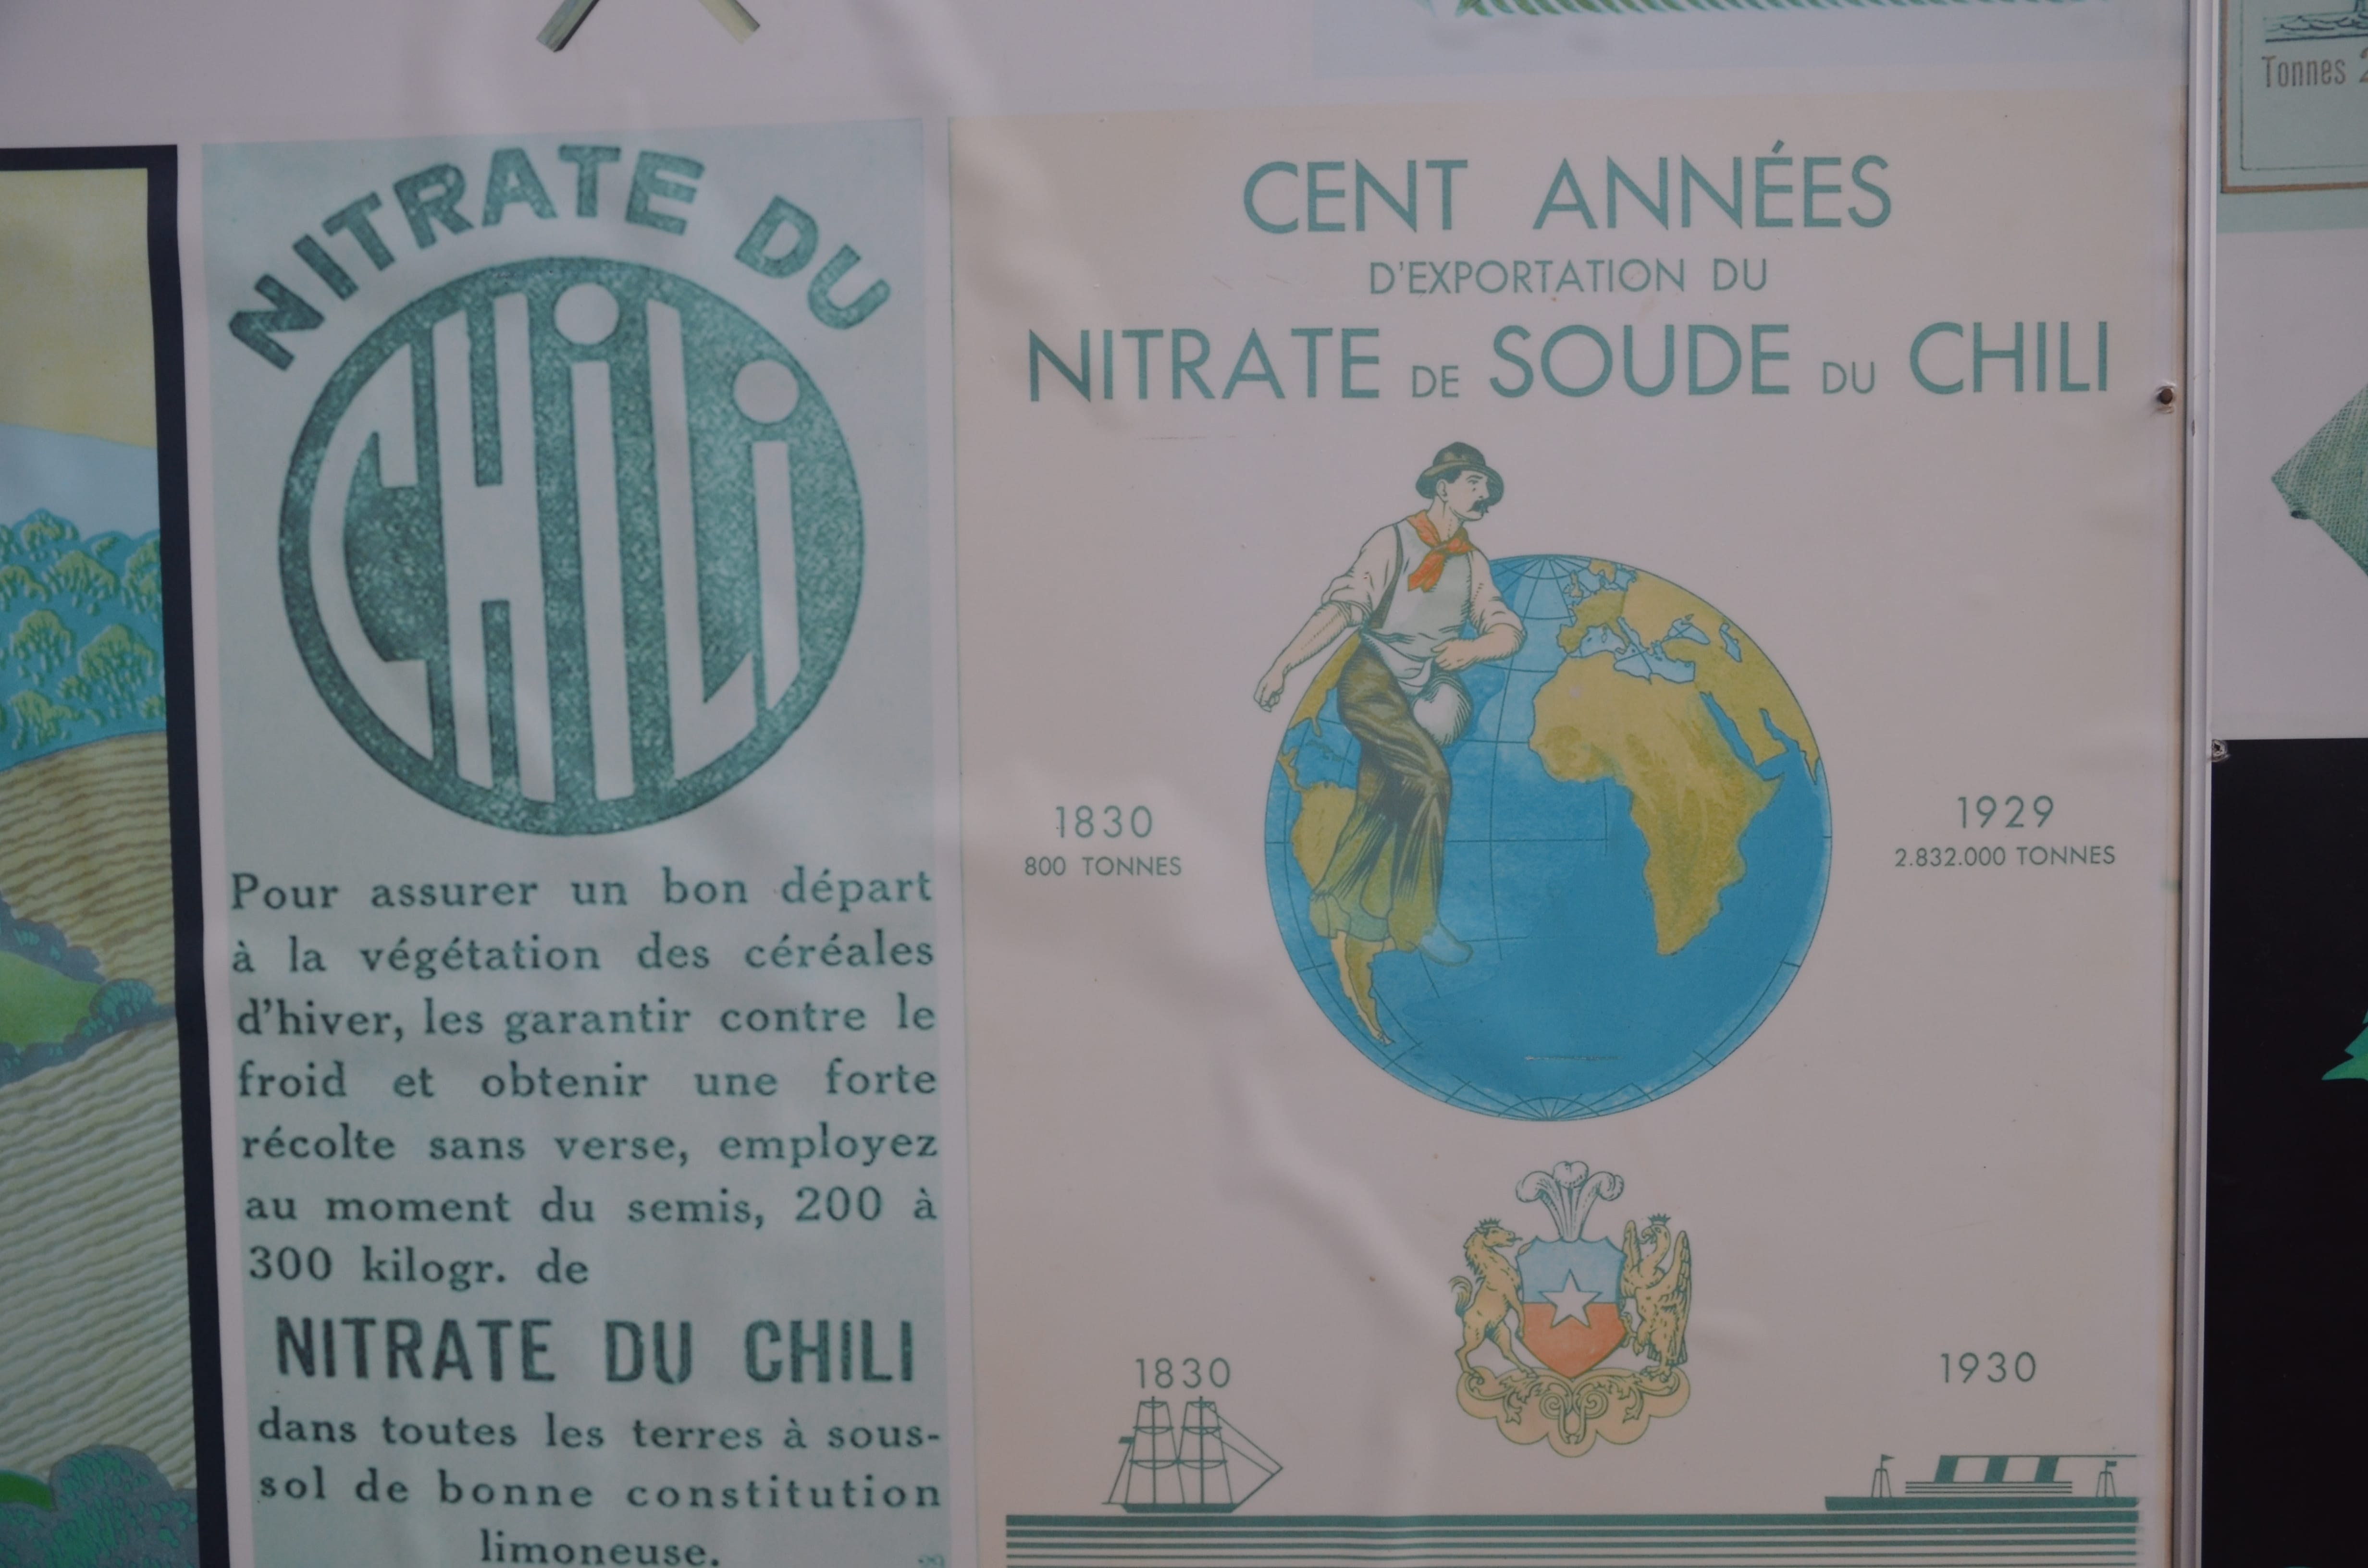 NITRATE DU
CHiLi
Pour assurer un bon départ
à la végétation des céréales
d'hiver, les garantir contre le
froid et obtenir une forte
récolte sans verse, employez
au moment du semis, 200 à
300 kilogr. de
NITRATE DU CHILI
dans toutes les terres à sous-
sol de bonne constitution
limoneuse.
CENT ANNÉES
D'EXPORTATION DU
NITRATE DE SOUDE DU CHILI
1830
800 TONNES
1929
2.832.000 TONNES
1830
1930
Tonnes